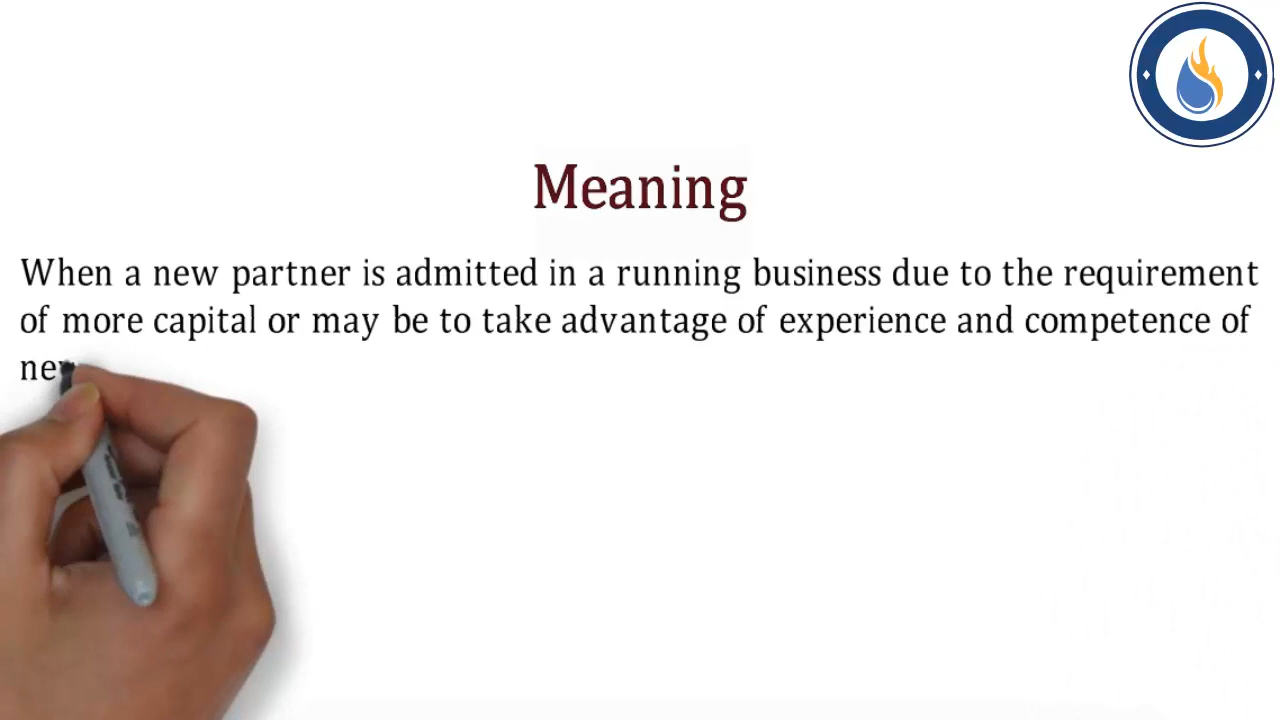 Meaning
When a new partner is admitted in a running business due to the requirement
of more capital or may be to take advantage of experience and competence of